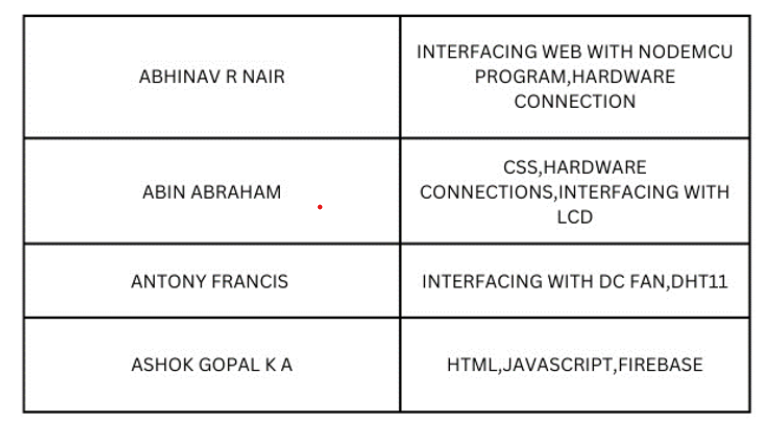 ABHINAV R NAIR
INTERFACING WEB WITH NODEMCU
PROGRAM,HARDWARE
CONNECTION
ABIN ABRAHAM
CSS,HARDWARE
CONNECTIONS,INTERFACING WITH
LCD
ANTONY FRANCIS
INTERFACING WITH DC FAN,DHT11
ASHOK GOPAL K A
HTML,JAVASCRIPT,FIREBASE